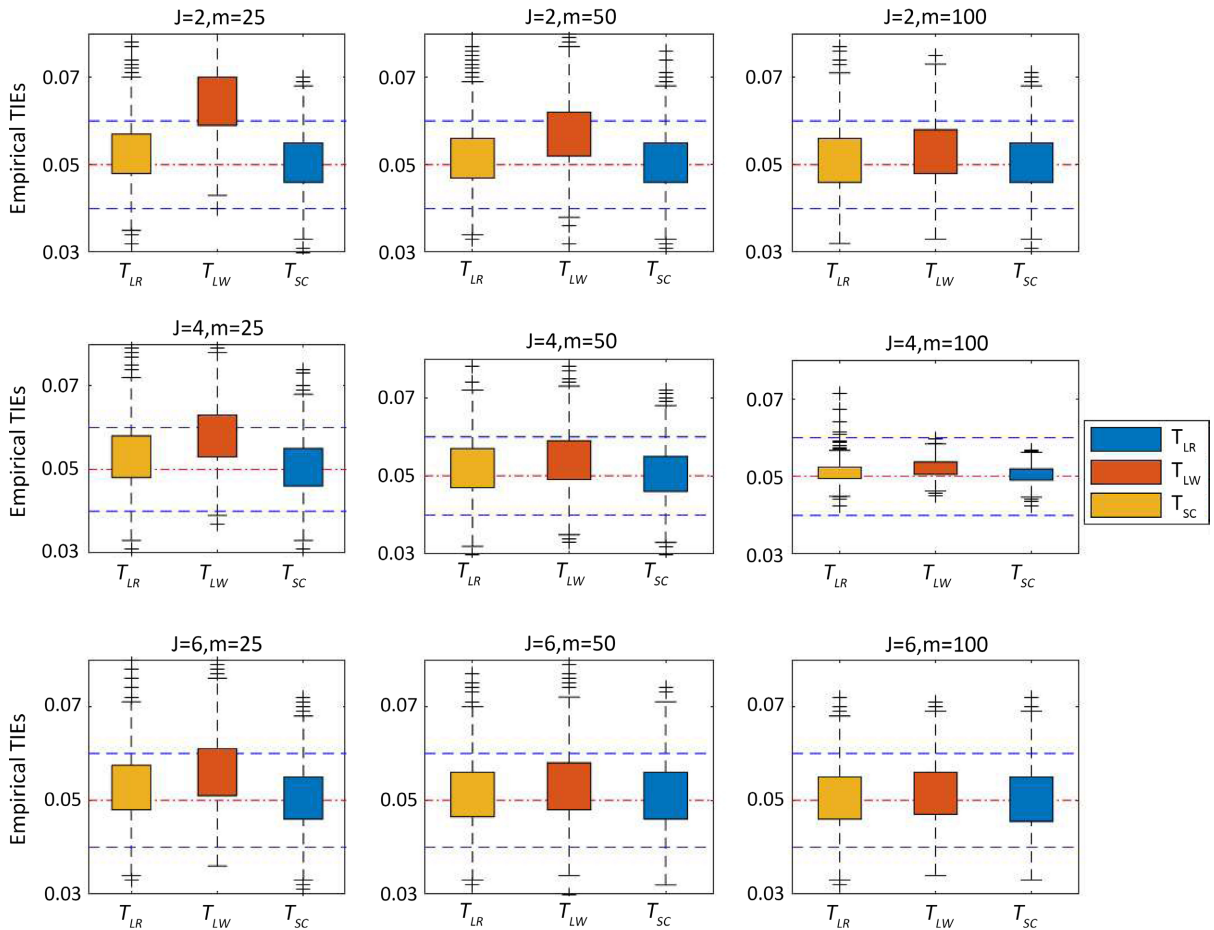 J=2,m=25
J=2,m=50
J=2,m=100
Empirical TIEs
0.07
0.05
0.03
0.07
0.05
0.03
0.07
0.05
0.03
T_LR T_LW T_SC
T_LR T_LW T_SC
T_LR T_LW T_SC
J=4,m=25
J=4,m=50
J=4,m=100
Empirical TIEs
0.07
0.05
0.03
0.07
0.05
0.03
0.07
0.05
0.03
T_LR T_LW T_SC
T_LR T_LW T_SC
T_LR T_LW T_SC
T_LR
T_LW
T_SC
J=6,m=25
J=6,m=50
J=6,m=100
Empirical TIEs
0.07
0.05
0.03
0.07
0.05
0.03
0.07
0.05
0.03
T_LR T_LW T_SC
T_LR T_LW T_SC
T_LR T_LW T_SC